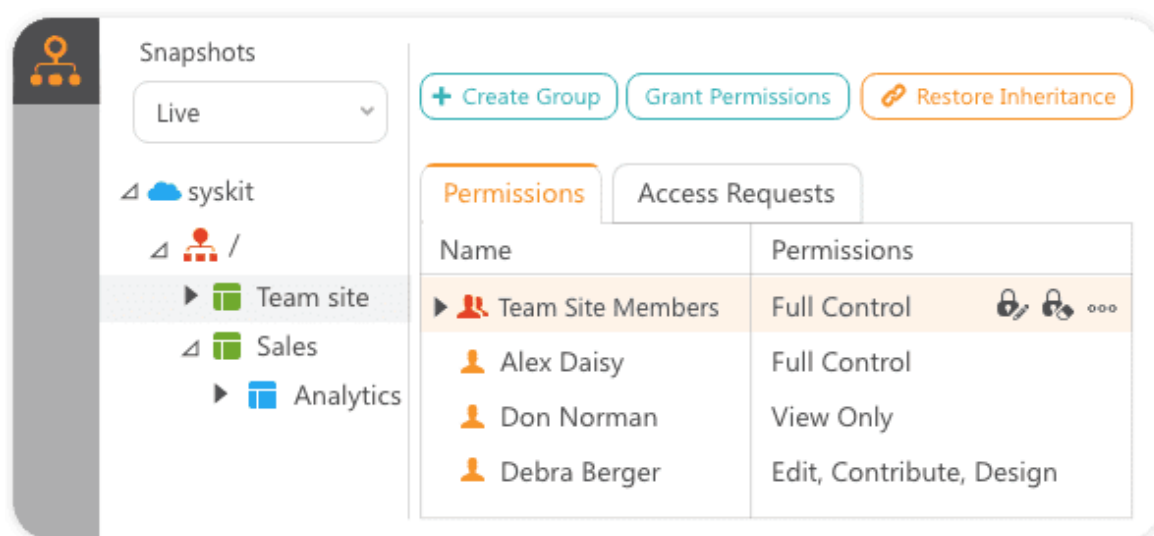 Snapshots
Live
syskit
/
Team site
Sales
Analytics
+ Create Group
Grant Permissions
Restore Inheritance
Permissions
Access Requests
Name Permissions
Team Site Members Full Control
Alex Daisy Full Control
Don Norman View Only
Debra Berger Edit, Contribute, Design